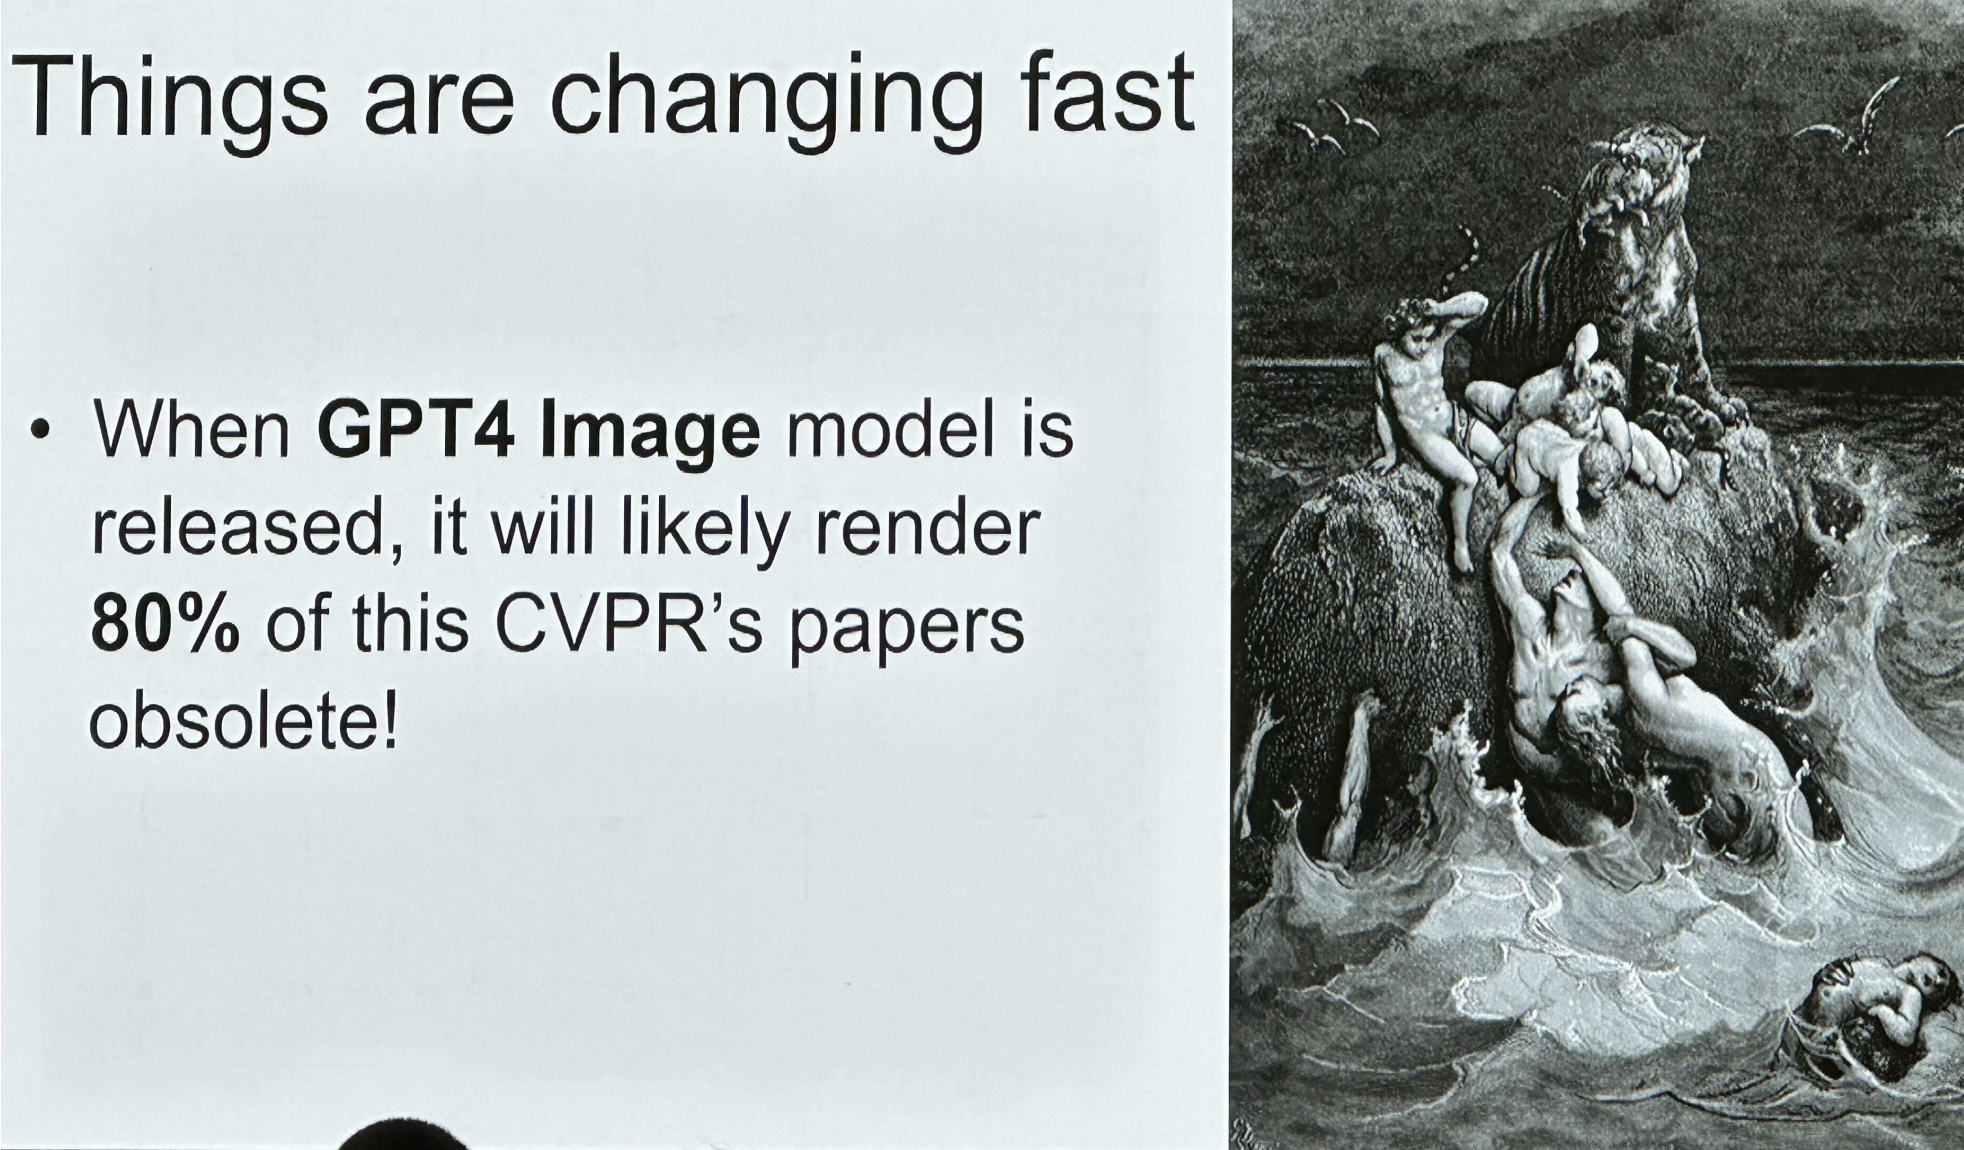 Things are changing fast
• When GPT4 Image model is
released, it will likely render
80% of this CVPR’s papers
obsolete!